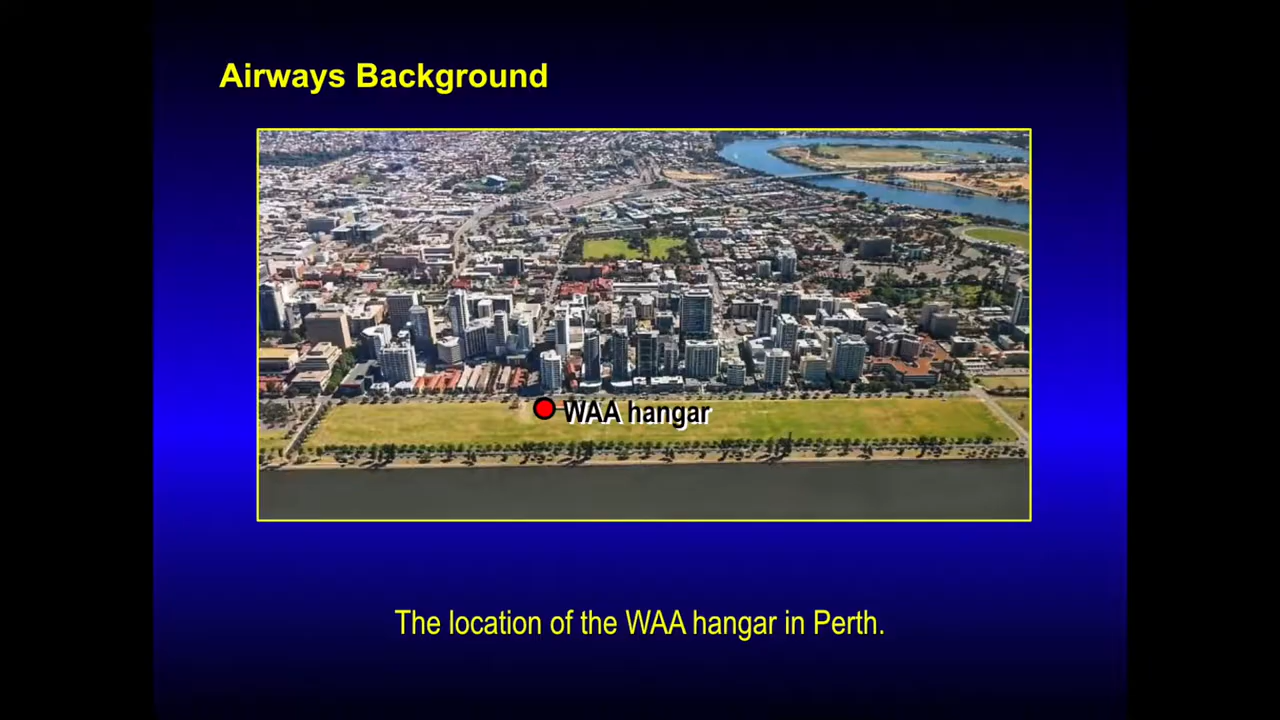 Airways Background
WAA hangar
The location of the WAA hangar in Perth.